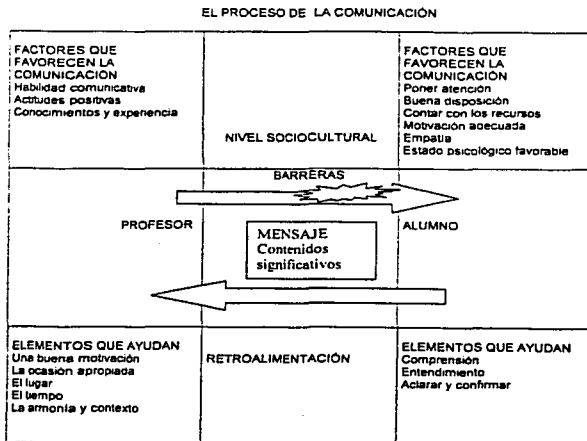 EL PROCESO DE LA COMUNICACIÓN
FACTORES QUE
FAVORECEN LA
COMUNICACIÓN
Habilidad comunicativa
Actitudes positivas
Conocimientos y experiencia
NIVEL SOCIOCULTURAL
FACTORES QUE
FAVORECEN LA
COMUNICACIÓN
Poner atención
Buena disposición
Contar con los recursos
Motivación adecuada
Empatía
Estado psicológico favorable
BARRERAS
PROFESOR
MENSAJE
Contenidos
significativos
ALUMNO
ELEMENTOS QUE AYUDAN
Una buena motivación
La ocasión apropiada
El lugar
El tiempo
La armonía y contexto
RETROALIMENTACIÓN
ELEMENTOS QUE AYUDAN
Comprensión
Entendimiento
Aclarar y confirmar